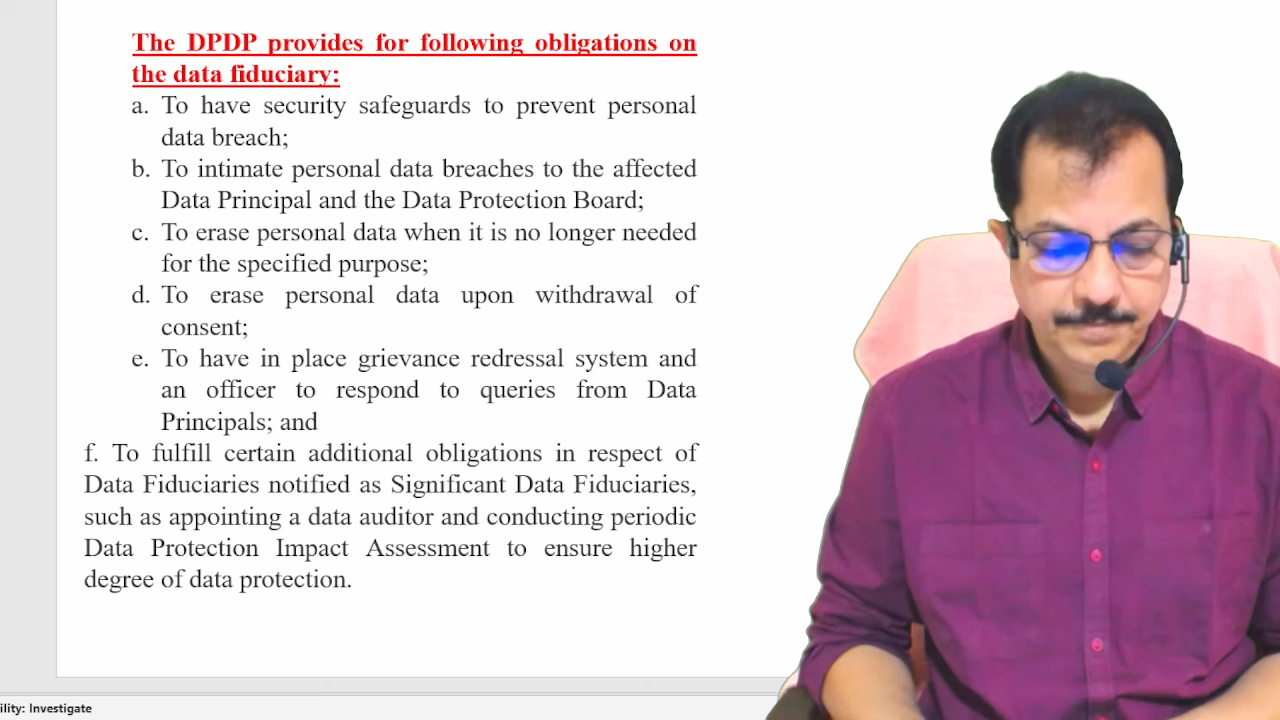 The DPDP provides for following obligations on
the data fiduciary:
a. To have security safeguards to prevent personal
data breach;
b. To intimate personal data breaches to the affected
Data Principal and the Data Protection Board;
c. To erase personal data when it is no longer needed
for the specified purpose;
d. To erase personal data upon withdrawal of
consent;
e. To have in place grievance redressal system and
an officer to respond to queries from Data
Principals; and
f. To fulfill certain additional obligations in respect of
Data Fiduciaries notified as Significant Data Fiduciaries,
such as appointing a data auditor and conducting periodic
Data Protection Impact Assessment to ensure higher
degree of data protection.
ility: Investigate